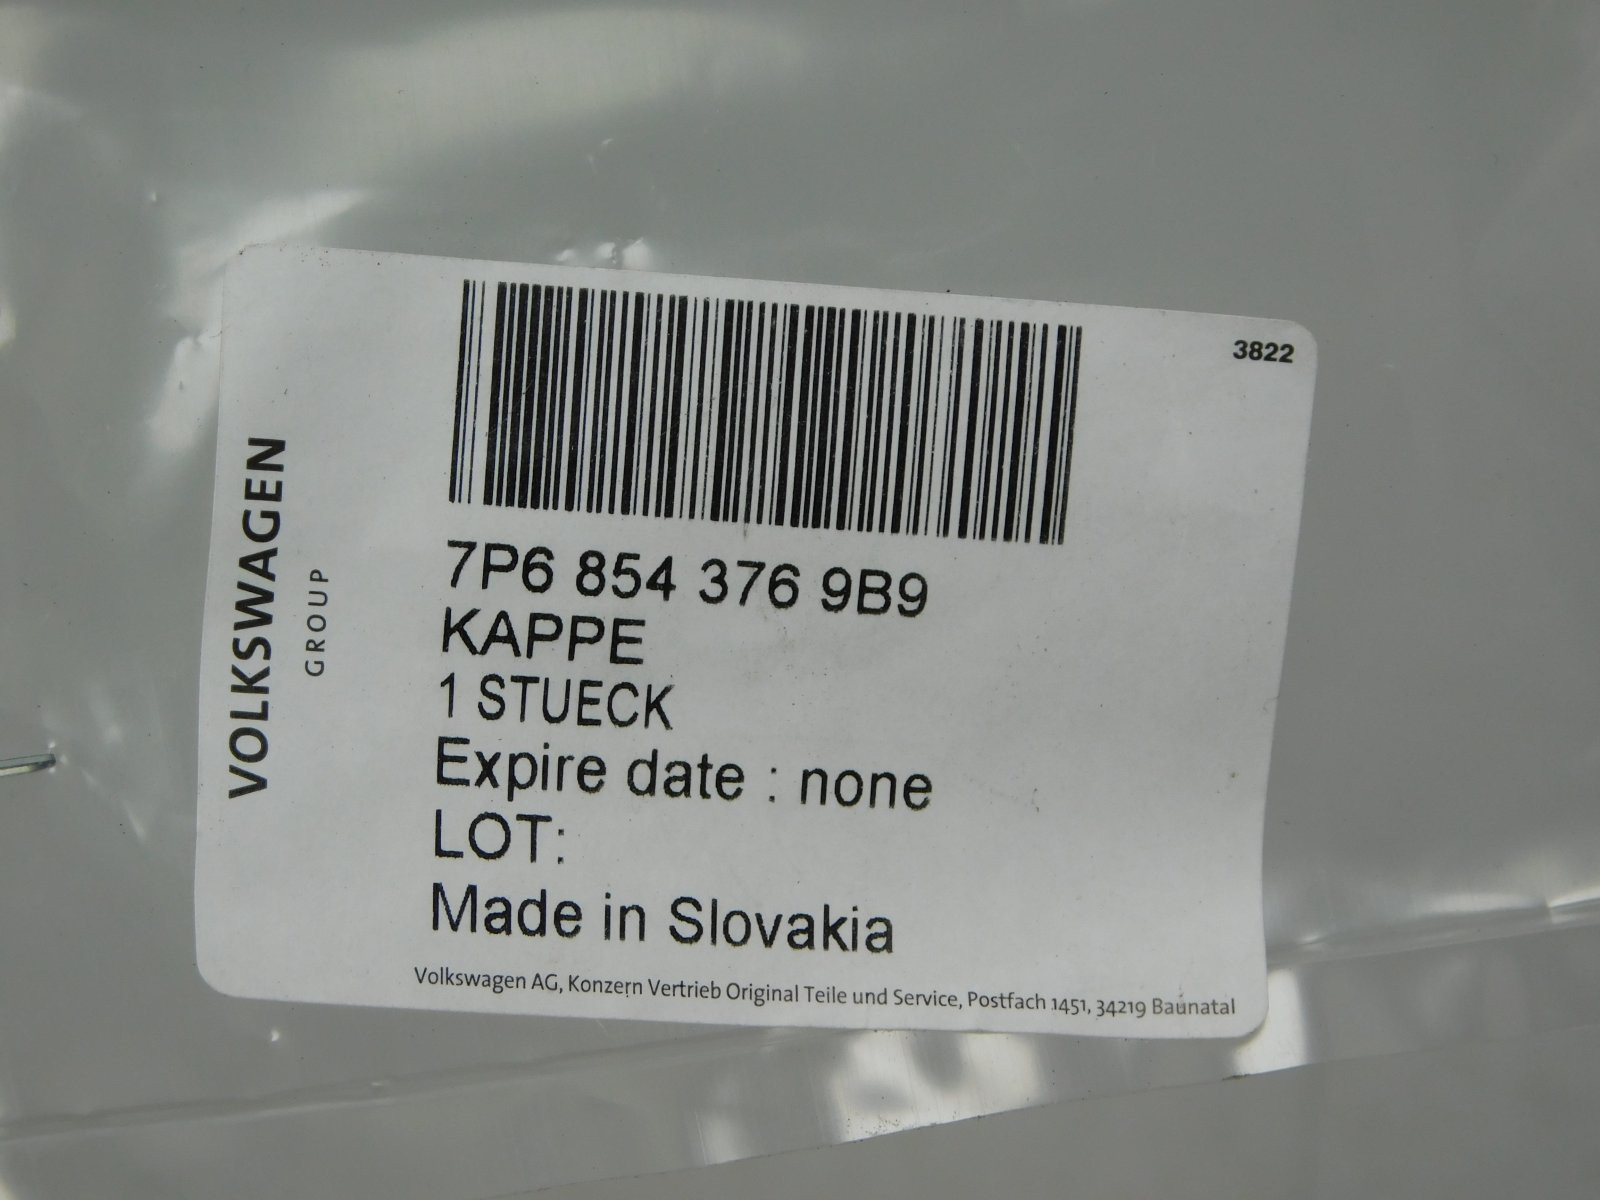 3822
VOLKSWAGEN
GROUP
7P6 854 376 9B9
KAPPE
1 STUECK
Expire date : none
LOT:
Made in Slovakia
Volkswagen AG, Konzern Vertrieb Original Teile und Service, Postfach 1451, 34219 Baunatal